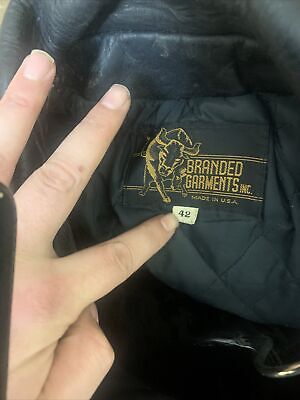 BRANDED
GARMENTS INC.
MADE IN U.S.A.
42